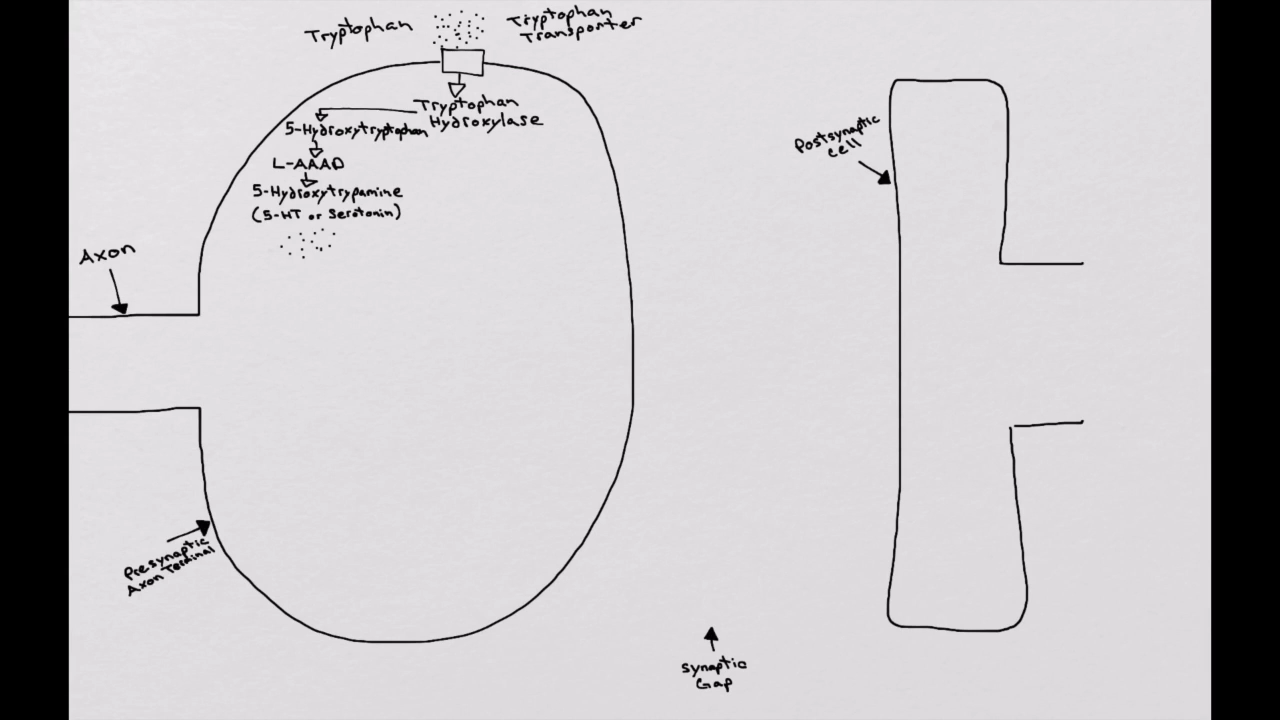 Tryptophan
Tryptophan
Transporter
Tryptophan
Hydroxylase
5-Hydroxytryptophan
L-AAAD
5-Hydroxytrypamine
(5-HT or Serotonin)
Axon
Postsynaptic
Cell
Presynaptic
Axon Terminal
Synaptic
Gap